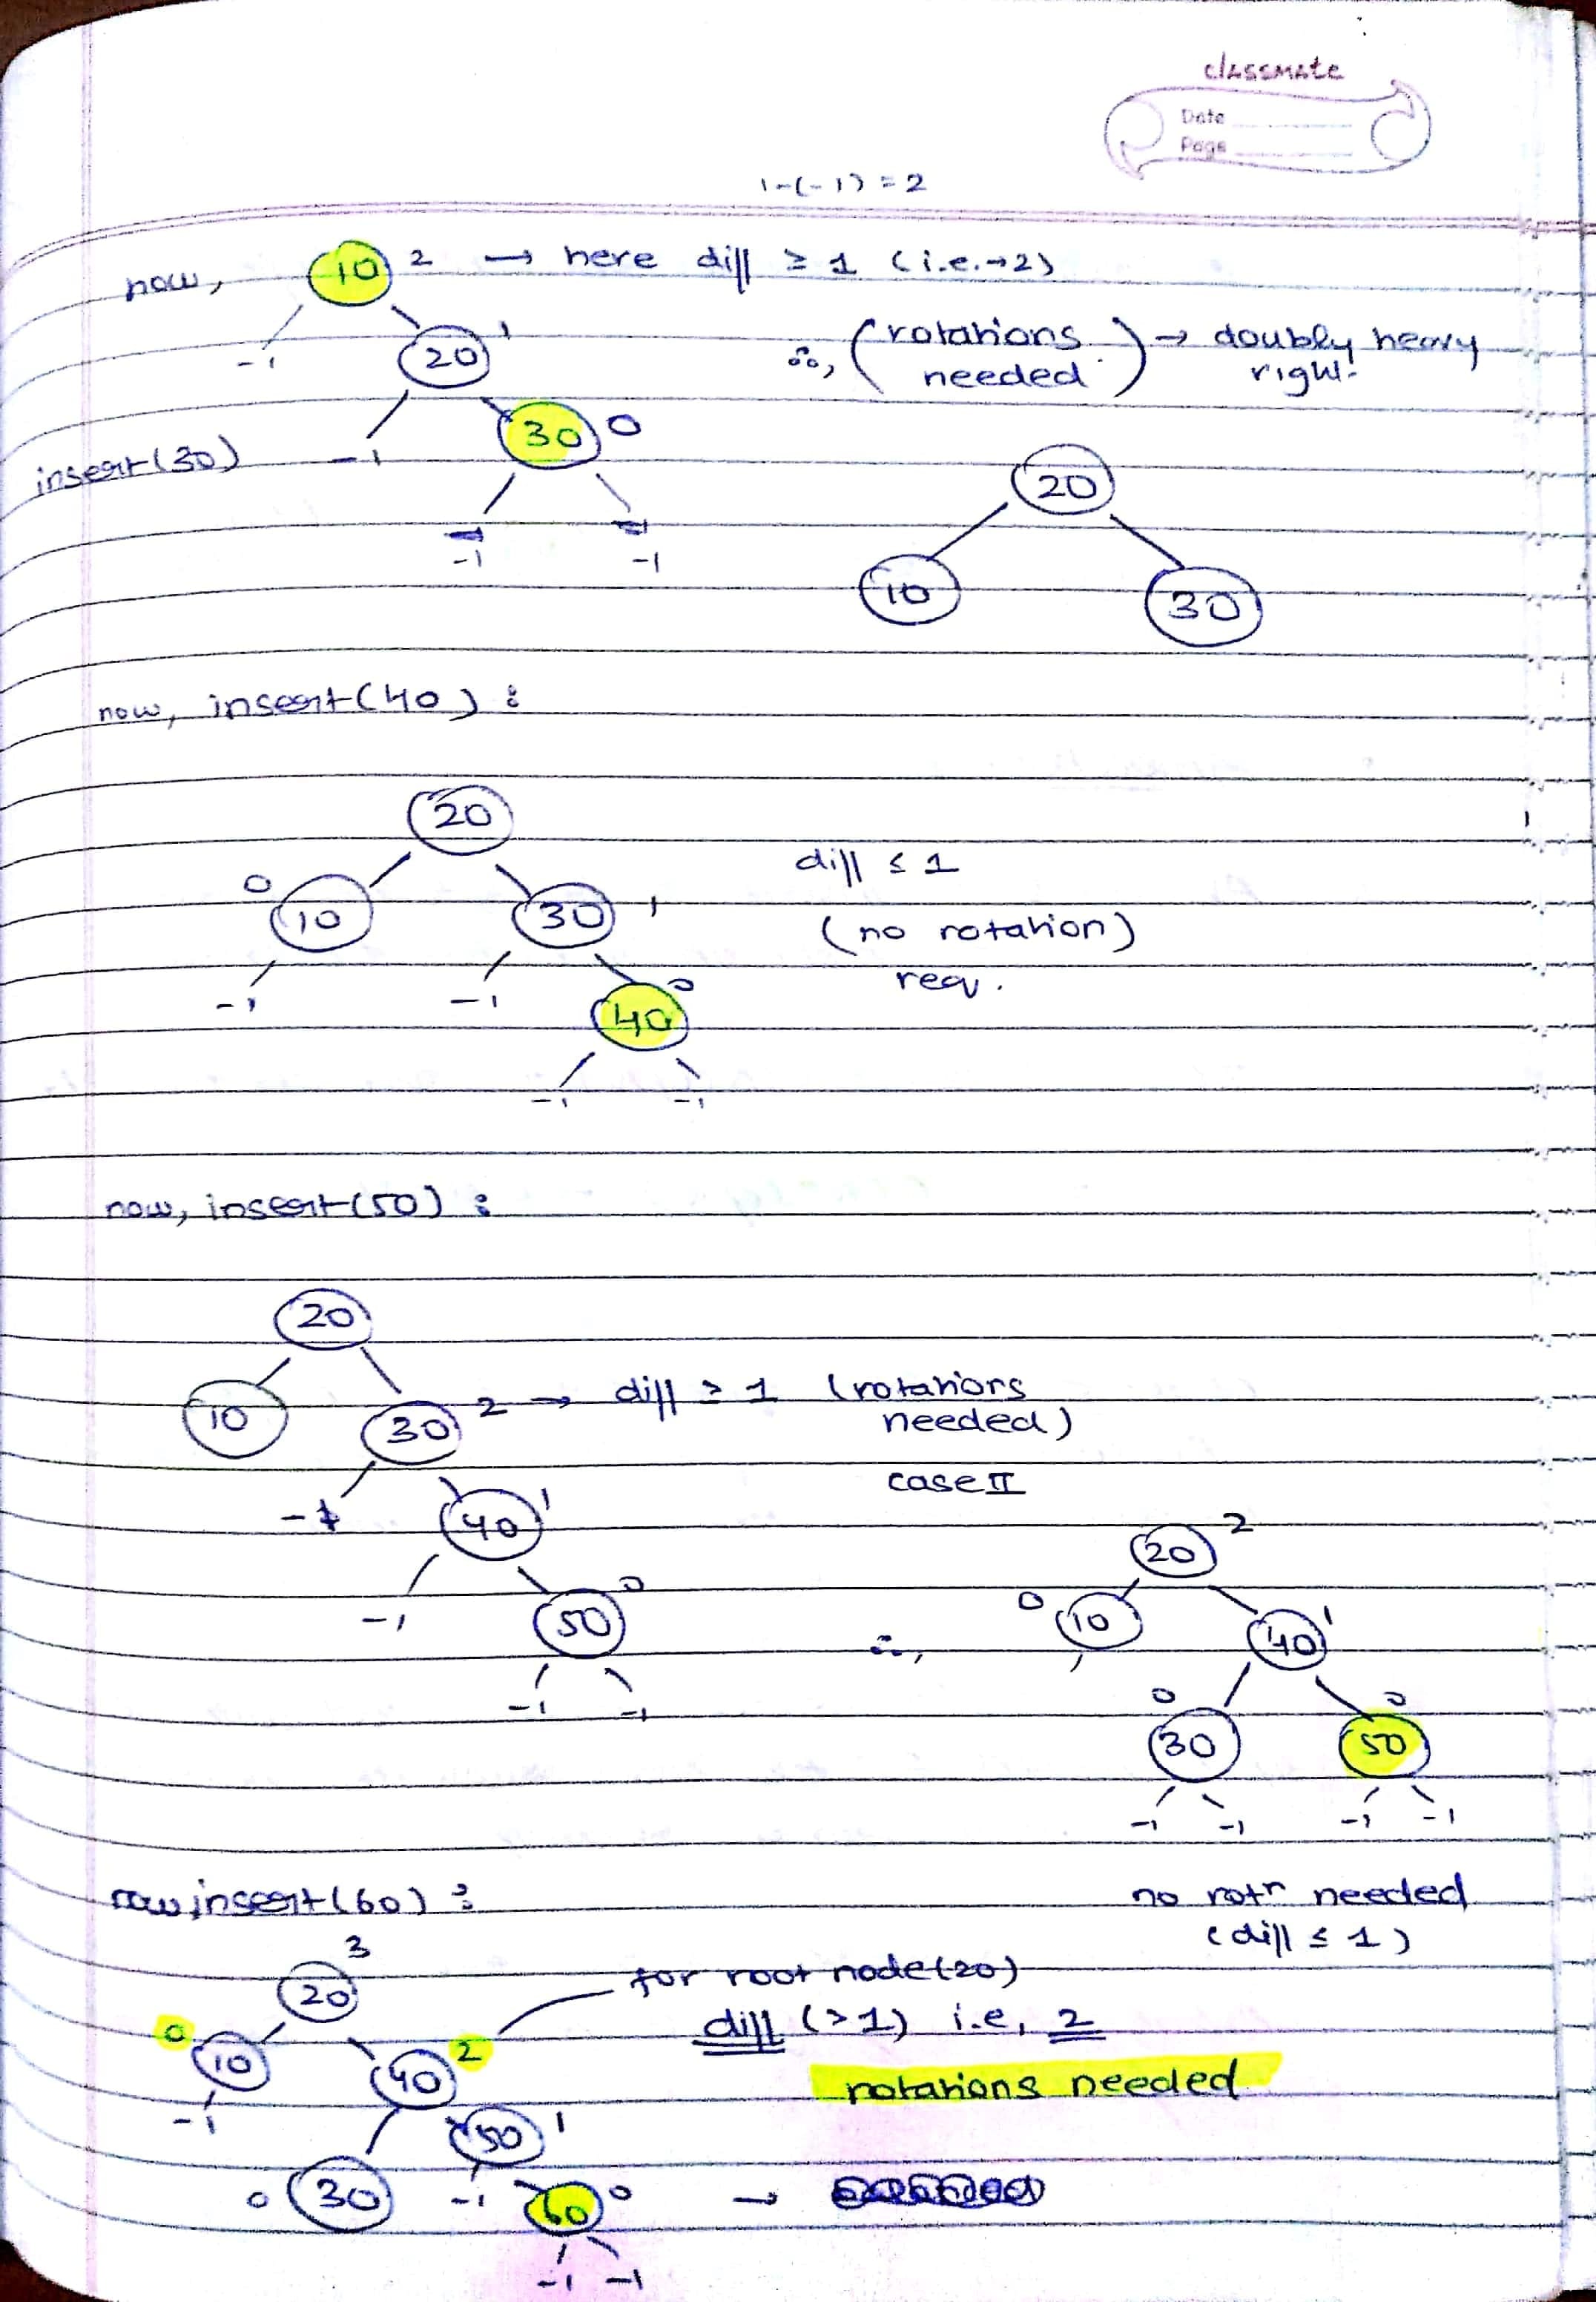 classmate
Date
Page
1-(-1) = 2
now, 10 2 → here diff ≥ 1 (i.e. → 2)
-1 20 1 ∴, (rotations needed) → doubly heavy right.
insert(30) -1 30 0
-1 -1
20
10 30
now, insert(40) :
20
0 10 30 1 diff ≤ 1
(no rotation)
-1 -1 40 0 req.
-1 -1
now, insert(50) :
20
10 30 2 → diff > 1 (rotations
needed)
case II
-1 40 1
20 2
-1 50 0
0 10 40 1
∴,
-1 -1
0 30 50 0
-1 -1 -1 -1
now, insert(60) :
no rotn needed
(diff ≤ 1)
20 3
for root node(20)
0 10 40 2 diff (>1) i.e, 2
rotations needed
-1 50 1
0 30 -1 60 0 →
-1 -1